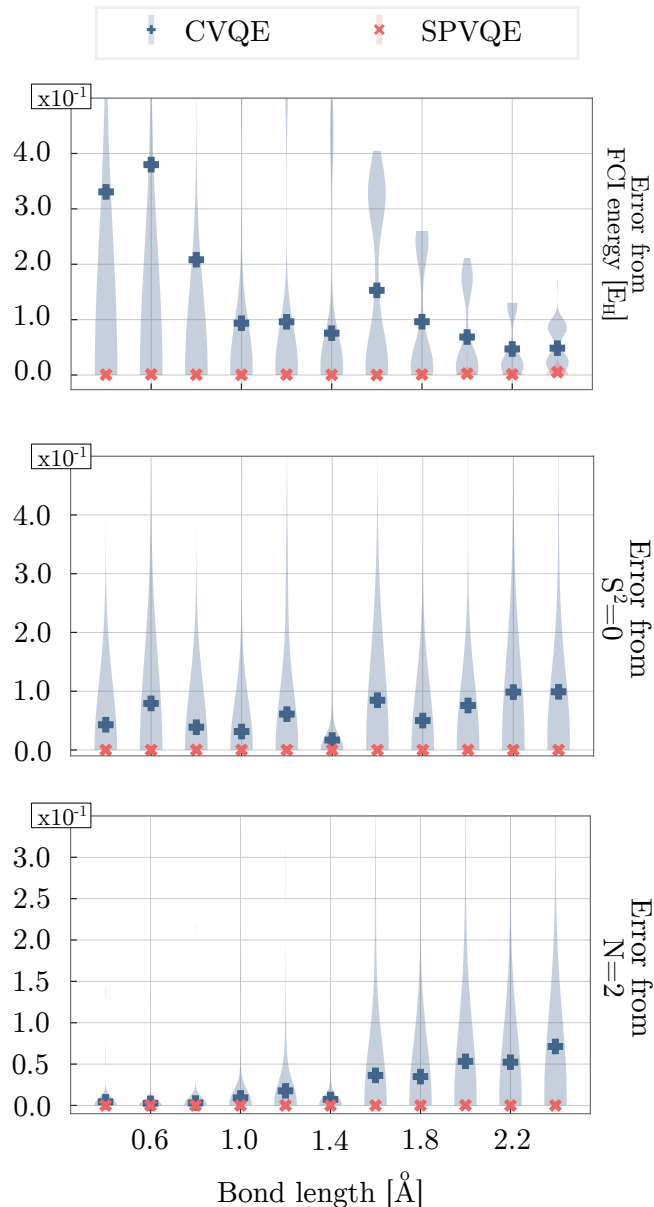 CVQE SPVQE
x10⁻¹
4.0
3.0
2.0
1.0
0.0
Error from
FCI energy [E_H]
x10⁻¹
4.0
3.0
2.0
1.0
0.0
Error from
S²=0
x10⁻¹
3.0
2.5
2.0
1.5
1.0
0.5
0.0
Error from
N=2
0.6 1.0 1.4 1.8 2.2
Bond length [Å]